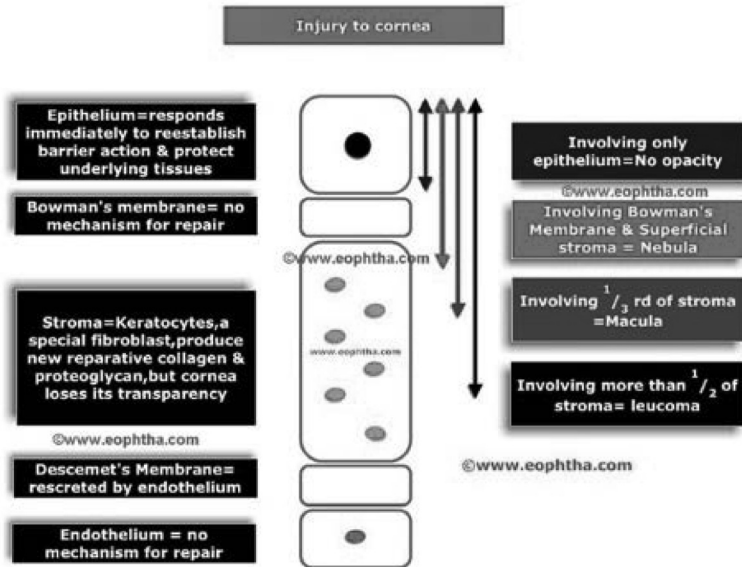 Injury to cornea
Epithelium=responds
immediately to reestablish
barrier action & protect
underlying tissues
Bowman's membrane= no
mechanism for repair
Stroma=Keratocytes,a
special fibroblast,produce
new reparative collagen &
proteoglycan,but cornea
loses its transparency
©www.eophtha.com
Descemet's Membrane=
rescreted by endothelium
Endothelium = no
mechanism for repair
©www.eophtha.com
www.eophtha.com
Involving only
epithelium=No opacity
©www.eophtha.com
Involving Bowman's
Membrane & Superficial
stroma = Nebula
Involving 1/3 rd of stroma
=Macula
Involving more than 1/2 of
stroma= leucoma
©www.eophtha.com